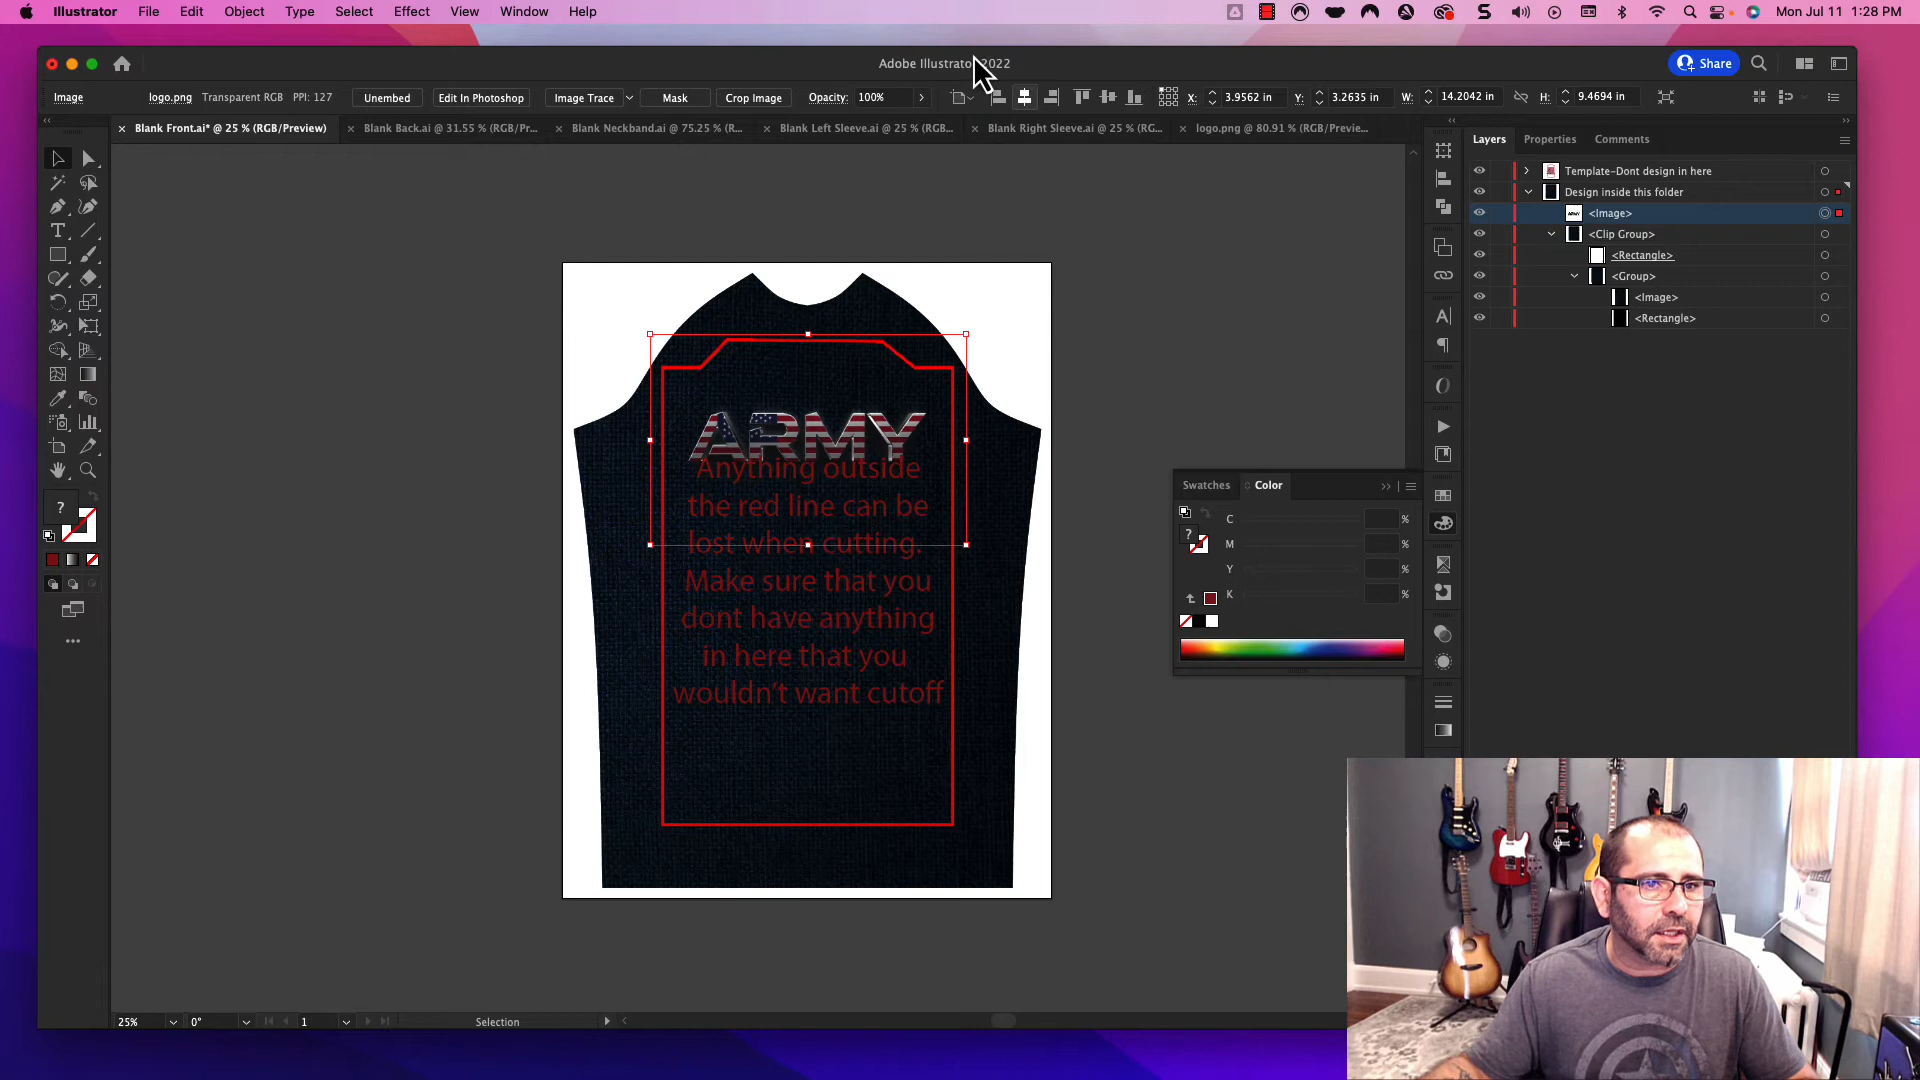 Illustrator File Edit Object Type Select Effect View Window Help Mon Jul 11 1:28 PM
Adobe Illustrator 2022 Share
Image logo.png Transparent RGB PPI: 127 Unembed Edit In Photoshop Image Trace Mask Crop Image Opacity: 100% X: 3.9562 in Y: 3.2635 in W: 14.2042 in H: 9.4694 in
× Blank Front.ai* @ 25 % (RGB/Preview) × Blank Back.ai @ 31.55 % (RGB/Pr... × Blank Neckband.ai @ 75.25 % (R... × Blank Left Sleeve.ai @ 25 % (RGB... × Blank Right Sleeve.ai @ 25 % (RG... × logo.png @ 80.91 % (RGB/Previe...
Layers Properties Comments
Template-Dont design in here
Design inside this folder
<Image>
<Clip Group>
<Rectangle>
<Group>
<Image>
<Rectangle>
ARMY
Anything outside
the red line can be
lost when cutting.
Make sure that you
dont have anything
in here that you
wouldn't want cutoff
Swatches Color
C %
M %
Y %
K %
25% 0° 1 Selection